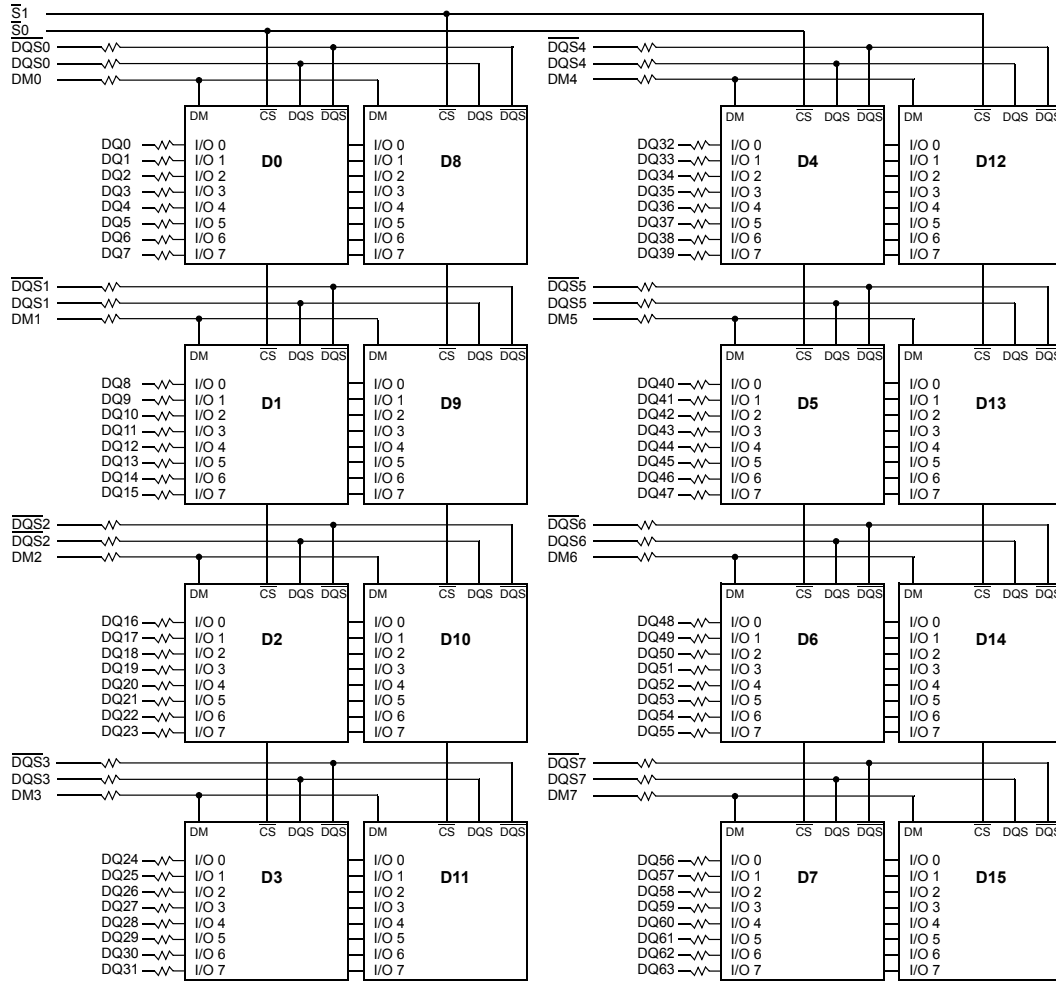 S1
S0
DQS0
DQS0
DM0
DM CS DQS DQS DM CS DQS DQS
DQ0 I/O 0 I/O 0
DQ1 I/O 1 D0 I/O 1 D8
DQ2 I/O 2 I/O 2
DQ3 I/O 3 I/O 3
DQ4 I/O 4 I/O 4
DQ5 I/O 5 I/O 5
DQ6 I/O 6 I/O 6
DQ7 I/O 7 I/O 7
DQS4
DQS4
DM4
DM CS DQS DQS DM CS DQS DQS
DQ32 I/O 0 I/O 0
DQ33 I/O 1 D4 I/O 1 D12
DQ34 I/O 2 I/O 2
DQ35 I/O 3 I/O 3
DQ36 I/O 4 I/O 4
DQ37 I/O 5 I/O 5
DQ38 I/O 6 I/O 6
DQ39 I/O 7 I/O 7
DQS1
DQS1
DM1
DM CS DQS DQS DM CS DQS DQS
DQ8 I/O 0 I/O 0
DQ9 I/O 1 D1 I/O 1 D9
DQ10 I/O 2 I/O 2
DQ11 I/O 3 I/O 3
DQ12 I/O 4 I/O 4
DQ13 I/O 5 I/O 5
DQ14 I/O 6 I/O 6
DQ15 I/O 7 I/O 7
DQS5
DQS5
DM5
DM CS DQS DQS DM CS DQS DQS
DQ40 I/O 0 I/O 0
DQ41 I/O 1 D5 I/O 1 D13
DQ42 I/O 2 I/O 2
DQ43 I/O 3 I/O 3
DQ44 I/O 4 I/O 4
DQ45 I/O 5 I/O 5
DQ46 I/O 6 I/O 6
DQ47 I/O 7 I/O 7
DQS2
DQS2
DM2
DM CS DQS DQS DM CS DQS DQS
DQ16 I/O 0 I/O 0
DQ17 I/O 1 D2 I/O 1 D10
DQ18 I/O 2 I/O 2
DQ19 I/O 3 I/O 3
DQ20 I/O 4 I/O 4
DQ21 I/O 5 I/O 5
DQ22 I/O 6 I/O 6
DQ23 I/O 7 I/O 7
DQS6
DQS6
DM6
DM CS DQS DQS DM CS DQS DQS
DQ48 I/O 0 I/O 0
DQ49 I/O 1 D6 I/O 1 D14
DQ50 I/O 2 I/O 2
DQ51 I/O 3 I/O 3
DQ52 I/O 4 I/O 4
DQ53 I/O 5 I/O 5
DQ54 I/O 6 I/O 6
DQ55 I/O 7 I/O 7
DQS3
DQS3
DM3
DM CS DQS DQS DM CS DQS DQS
DQ24 I/O 0 I/O 0
DQ25 I/O 1 D3 I/O 1 D11
DQ26 I/O 2 I/O 2
DQ27 I/O 3 I/O 3
DQ28 I/O 4 I/O 4
DQ29 I/O 5 I/O 5
DQ30 I/O 6 I/O 6
DQ31 I/O 7 I/O 7
DQS7
DQS7
DM7
DM CS DQS DQS DM CS DQS DQS
DQ56 I/O 0 I/O 0
DQ57 I/O 1 D7 I/O 1 D15
DQ58 I/O 2 I/O 2
DQ59 I/O 3 I/O 3
DQ60 I/O 4 I/O 4
DQ61 I/O 5 I/O 5
DQ62 I/O 6 I/O 6
DQ63 I/O 7 I/O 7